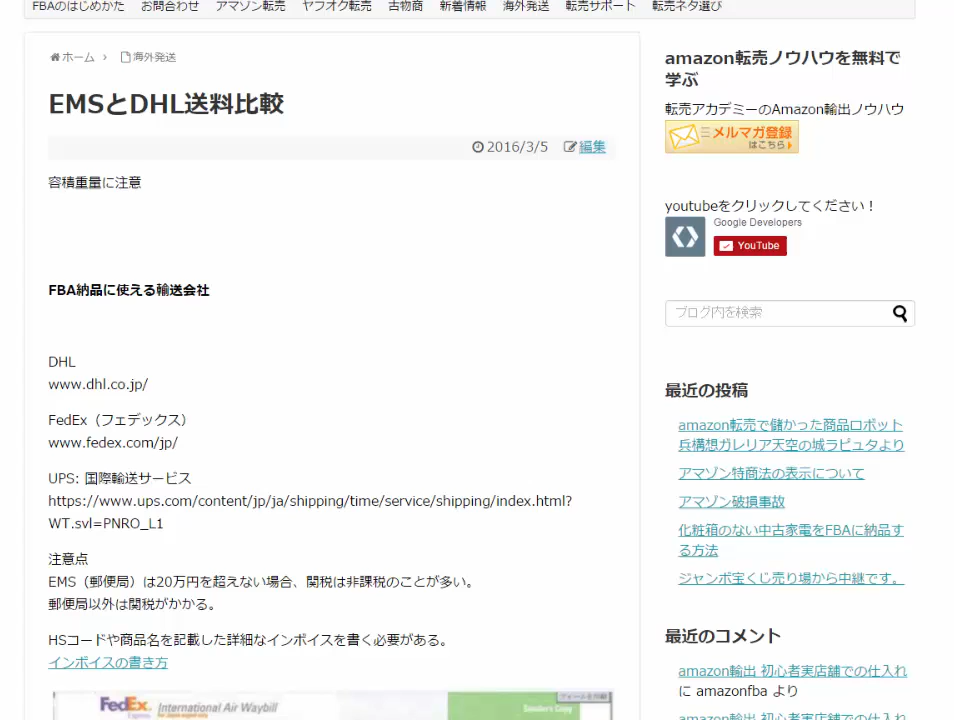 FBAのはじめかた お問合わせ アマゾン転売 ヤフオク転売 古物商 新着情報 海外発送 転売サポート 転売ネタ選び
ホーム › 海外発送
EMSとDHL送料比較
2016/3/5 編集
容積重量に注意
FBA納品に使える輸送会社
DHL
www.dhl.co.jp/
FedEx（フェデックス）
www.fedex.com/jp/
UPS: 国際輸送サービス
https://www.ups.com/content/jp/ja/shipping/time/service/shipping/index.html?
WT.svl=PNRO_L1
注意点
EMS（郵便局）は20万円を超えない場合、関税は非課税のことが多い。
郵便局以外は関税がかかる。
HSコードや商品名を記載した詳細なインボイスを書く必要がある。
インボイスの書き方
FedEx. International Air Waybill
Express
Sender's Copy
amazon転売ノウハウを無料で
学ぶ
転売アカデミーのAmazon輸出ノウハウ
メルマガ登録
はこちら
youtubeをクリックしてください！
Google Developers
YouTube
ブログ内を検索
最近の投稿
amazon転売で儲かった商品ロボット
兵構想ガレリア天空の城ラピュタより
アマゾン特商法の表示について
アマゾン破損事故
化粧箱のない中古家電をFBAに納品す
る方法
ジャンボ宝くじ売り場から中継です。
最近のコメント
amazon輸出 初心者実店舗での仕入れ
に amazonfba より
amazon輸出 初心者実店舗での仕入れ